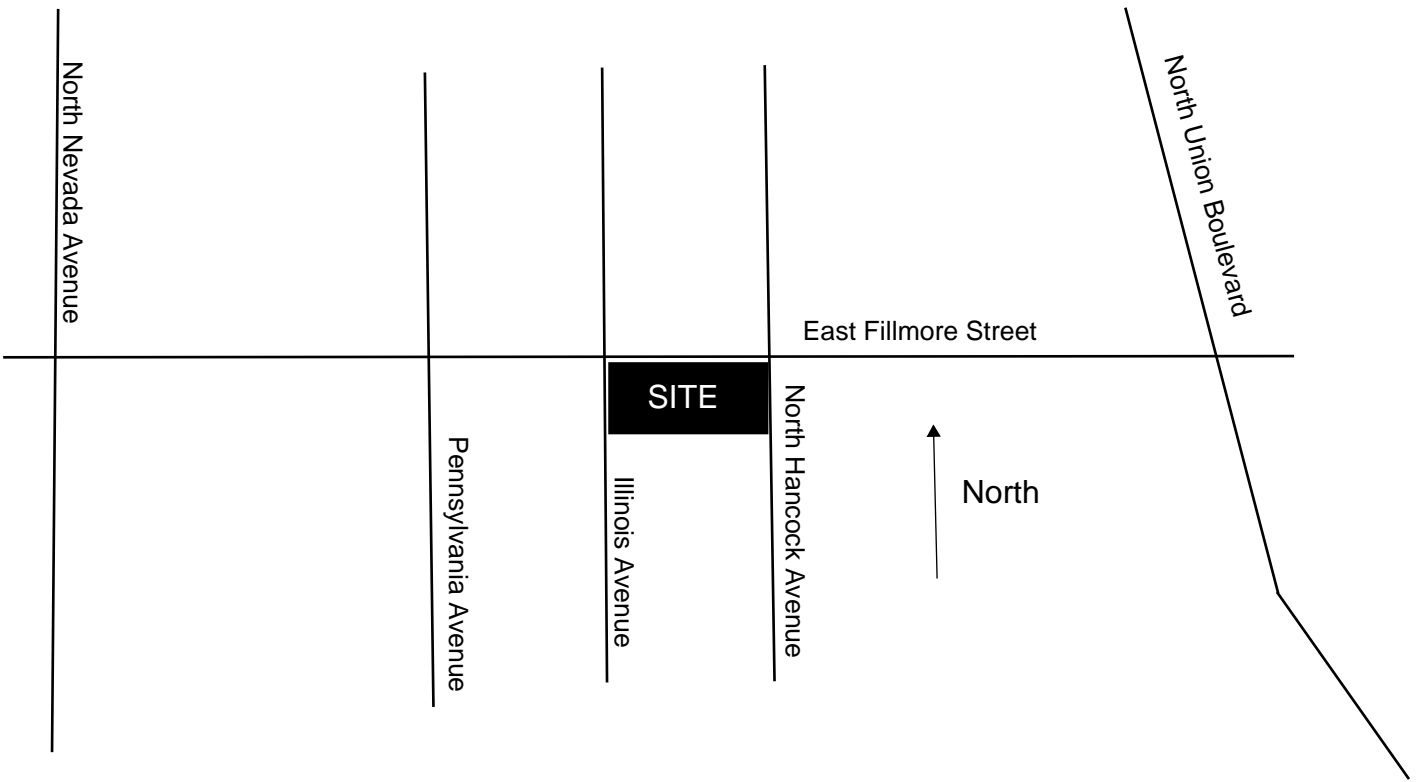 North Nevada Avenue
North Union Boulevard
East Fillmore Street
SITE
North Hancock Avenue
Pennsylvania Avenue
Illinois Avenue
North